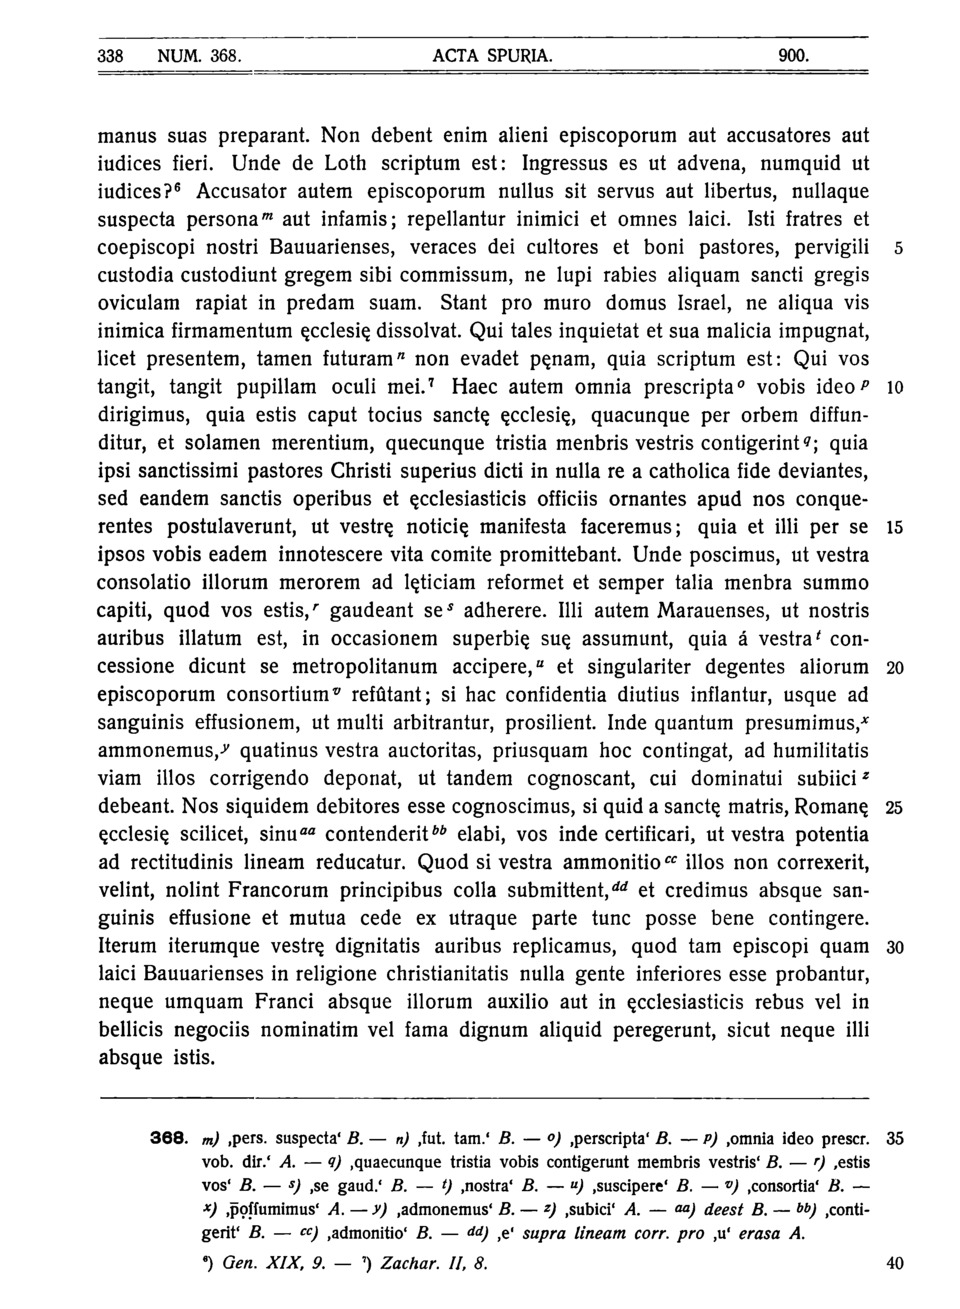 338 NUM. 368. ACTA SPURIA. 900.
manus suas preparant. Non debent enim alieni episcoporum aut accusatores aut
iudices fieri. Unde de Loth scriptum est: Ingressus es ut advena, numquid ut
iudices?⁶ Accusator autem episcoporum nullus sit servus aut libertus, nullaque
suspecta persona ᵐ aut infamis; repellantur inimici et omnes laici. Isti fratres et
coepiscopi nostri Bauuarienses, veraces dei cultores et boni pastores, pervigili 5
custodia custodiunt gregem sibi commissum, ne lupi rabies aliquam sancti gregis
oviculam rapiat in predam suam. Stant pro muro domus Israel, ne aliqua vis
inimica firmamentum ęcclesię dissolvat. Qui tales inquietat et sua malicia impugnat,
licet presentem, tamen futuram ⁿ non evadet pęnam, quia scriptum est: Qui vos
tangit, tangit pupillam oculi mei.⁷ Haec autem omnia prescripta ᵒ vobis ideo ᵖ 10
dirigimus, quia estis caput tocius sanctę ęcclesię, quacunque per orbem diffun-
ditur, et solamen merentium, quecunque tristia menbris vestris contigerint q; quia
ipsi sanctissimi pastores Christi superius dicti in nulla re a catholica fide deviantes,
sed eandem sanctis operibus et ęcclesiasticis officiis ornantes apud nos conque-
rentes postulaverunt, ut vestrę noticię manifesta faceremus; quia et illi per se 15
ipsos vobis eadem innotescere vita comite promittebant. Unde poscimus, ut vestra
consolatio illorum merorem ad lęticiam reformet et semper talia menbra summo
capiti, quod vos estis, ʳ gaudeant se ˢ adherere. Illi autem Marauenses, ut nostris
auribus illatum est, in occasionem superbię suę assumunt, quia á vestra ᵗ con-
cessione dicunt se metropolitanum accipere, ᵘ et singulariter degentes aliorum 20
episcoporum consortium ᵛ refûtant; si hac confidentia diutius inflantur, usque ad
sanguinis effusionem, ut multi arbitrantur, prosilient. Inde quantum presumimus, ˣ
ammonemus, ʸ quatinus vestra auctoritas, priusquam hoc contingat, ad humilitatis
viam illos corrigendo deponat, ut tandem cognoscant, cui dominatui subiici ᶻ
debeant. Nos siquidem debitores esse cognoscimus, si quid a sanctę matris, Romanę 25
ęcclesię scilicet, sinu ᵃᵃ contenderit ᵇᵇ elabi, vos inde certificari, ut vestra potentia
ad rectitudinis lineam reducatur. Quod si vestra ammonitio ᶜᶜ illos non correxerit,
velint, nolint Francorum principibus colla submittent, ᵈᵈ et credimus absque san-
guinis effusione et mutua cede ex utraque parte tunc posse bene contingere.
Iterum iterumque vestrę dignitatis auribus replicamus, quod tam episcopi quam 30
laici Bauuarienses in religione christianitatis nulla gente inferiores esse probantur,
neque umquam Franci absque illorum auxilio aut in ęcclesiasticis rebus vel in
bellicis negociis nominatim vel fama dignum aliquid peregerunt, sicut neque illi
absque istis.
368. m) ‚pers. suspecta‘ B. — n) ‚fut. tam.‘ B. — o) ‚perscripta‘ B. — p) ‚omnia ideo prescr. 35
vob. dir.‘ A. — q) ‚quaecunque tristia vobis contigerunt membris vestris‘ B. — r) ‚estis
vos‘ B. — s) ‚se gaud.‘ B. — t) ‚nostra‘ B. — u) ‚suscipere‘ B. — v) ‚consortia‘ B. —
x) ‚p̄oſſumimus‘ A. — y) ‚admonemus‘ B. — z) ‚subici‘ A. — aa) deest B. — bb) ‚conti-
gerit‘ B. — cc) ‚admonitio‘ B. — dd) ‚e‘ supra lineam corr. pro ‚u‘ erasa A.
⁶) Gen. XIX, 9. — ⁷) Zachar. II, 8. 40